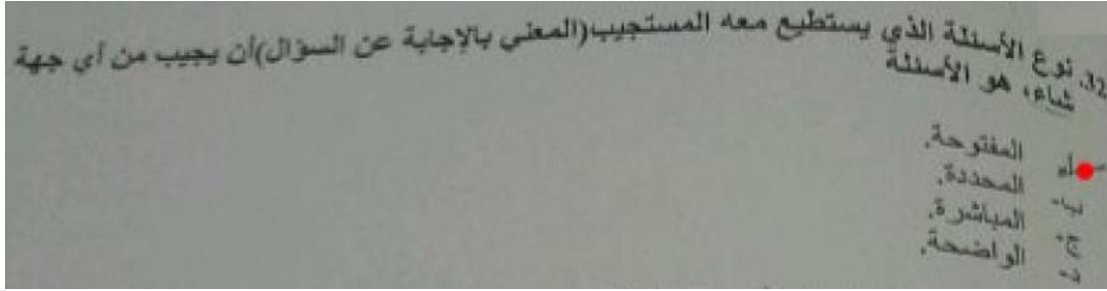 32. نوع الأسئلة الذي يستطيع معه المستجيب(المعني بالإجابة عن السؤال)أن يجيب من أي جهة
شاء، هو الأسئلة
أ- المفتوحة.
ب- المحددة.
ج- المباشرة.
د- الواضحة.